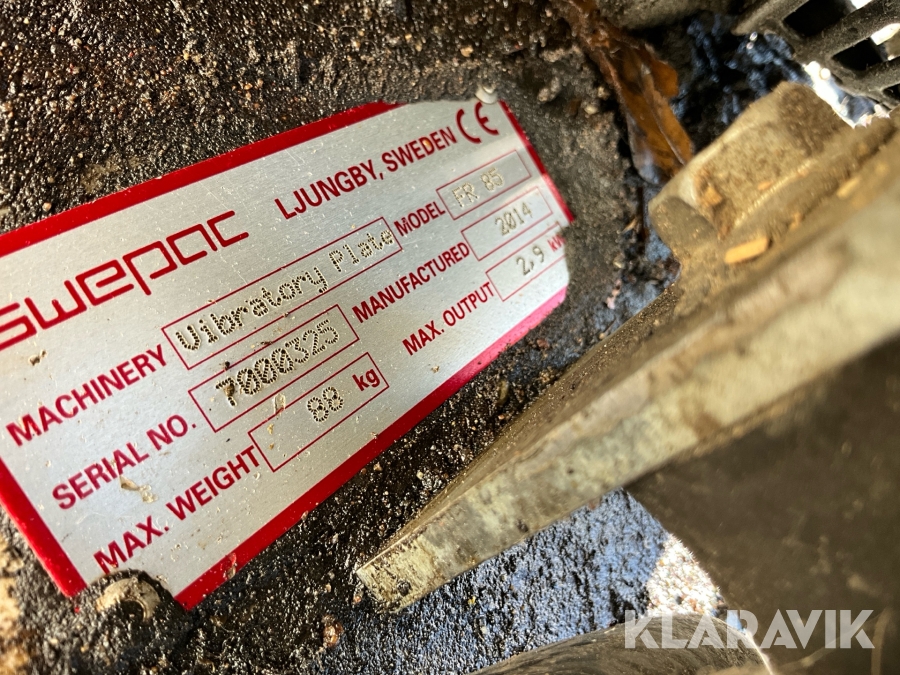 swepac LJUNGBY, SWEDEN CE
MACHINERY Vibratory Plate MODEL FR 85
SERIAL NO. 7000325 MANUFACTURED 2014
MAX. WEIGHT 88 kg MAX. OUTPUT 2,9 kW
KLARAVIK